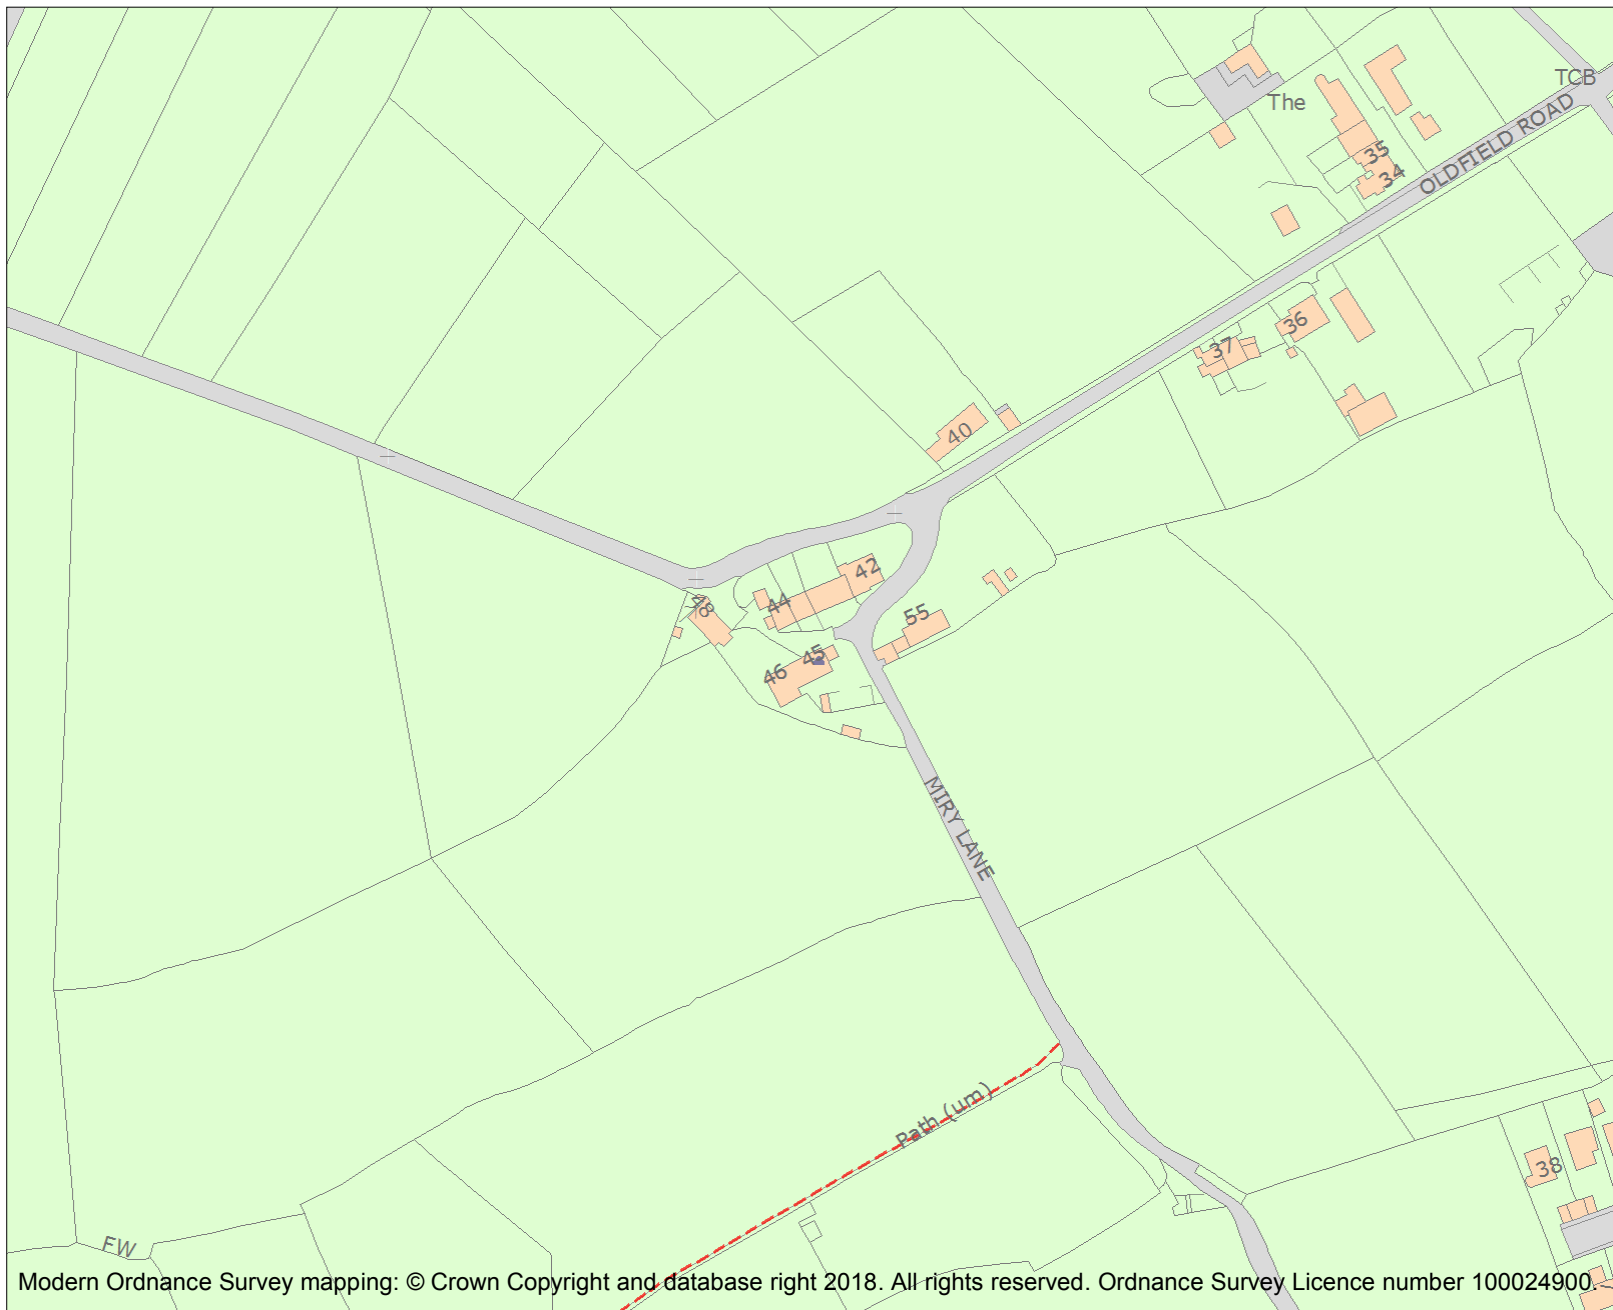 TCB
The
OLDFIELD ROAD
35
34
36
37
40
42
44
48
55
45
46
MIRY LANE
Path (um)
38
FW
Modern Ordnance Survey mapping: © Crown Copyright and database right 2018. All rights reserved. Ordnance Survey Licence number 100024900.